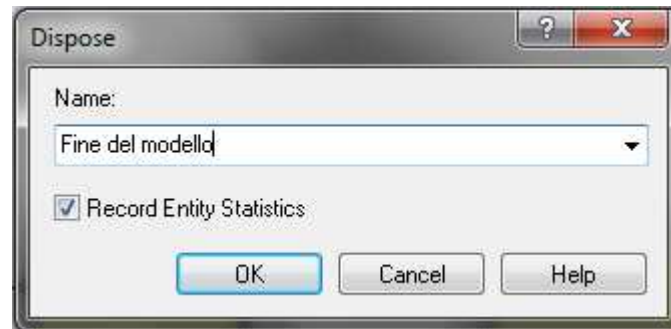 Dispose
?
X
Name:
Fine del modello
Record Entity Statistics
OK Cancel Help